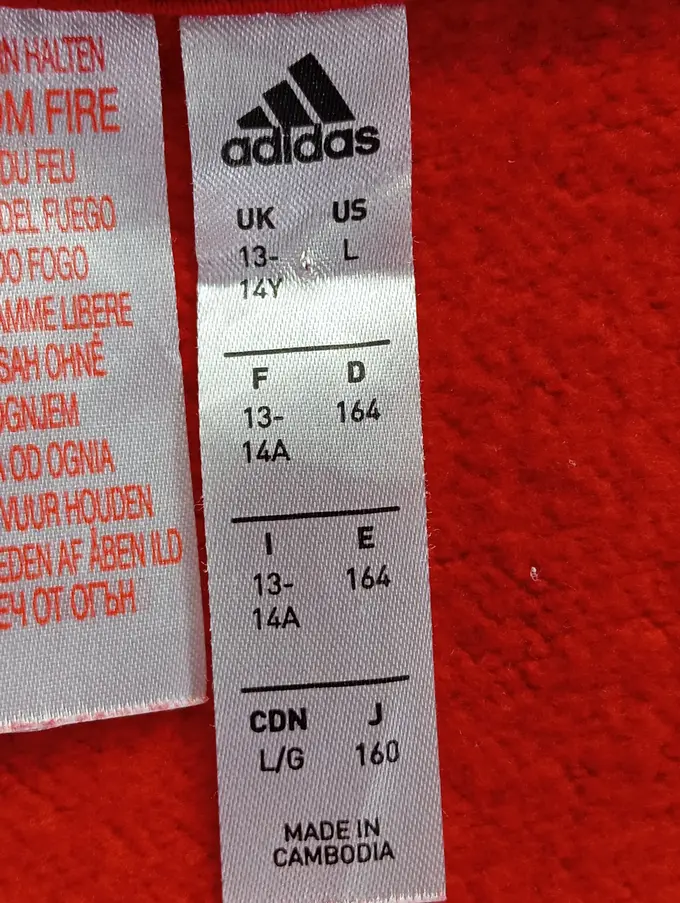 IN HALTEN
OM FIRE
DU FEU
DEL FUEGO
DO FOGO
AMME LIBERE
SAH OHNĚ
OGNJEM
A OD OGNIA
VUUR HOUDEN
EDEN AF ÅBEN ILD
ЕЧ ОТ ОГЪН
adidas
UK US
13- L
14Y
F D
13- 164
14A
I E
13- 164
14A
CDN J
L/G 160
MADE IN
CAMBODIA